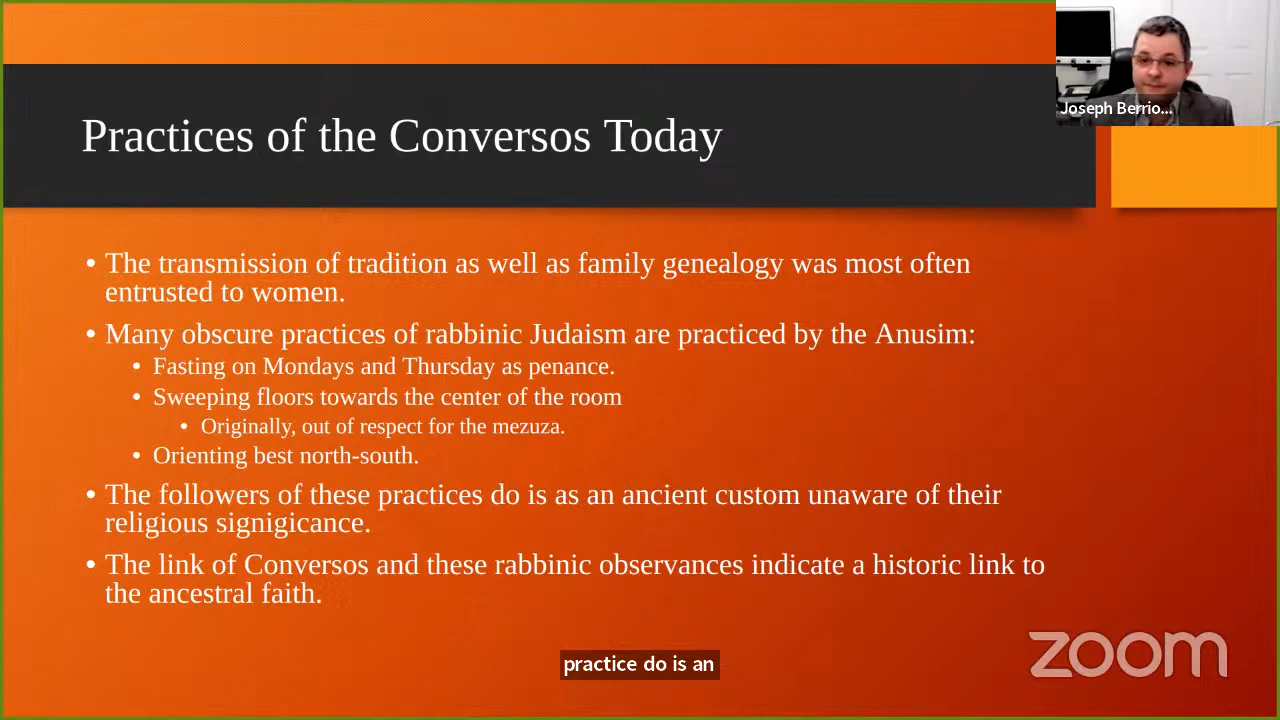 Joseph Berrio...
Practices of the Conversos Today
• The transmission of tradition as well as family genealogy was most often
entrusted to women.
• Many obscure practices of rabbinic Judaism are practiced by the Anusim:
• Fasting on Mondays and Thursday as penance.
• Sweeping floors towards the center of the room
• Originally, out of respect for the mezuza.
• Orienting best north-south.
• The followers of these practices do is as an ancient custom unaware of their
religious signigicance.
• The link of Conversos and these rabbinic observances indicate a historic link to
the ancestral faith.
practice do is an
zoom